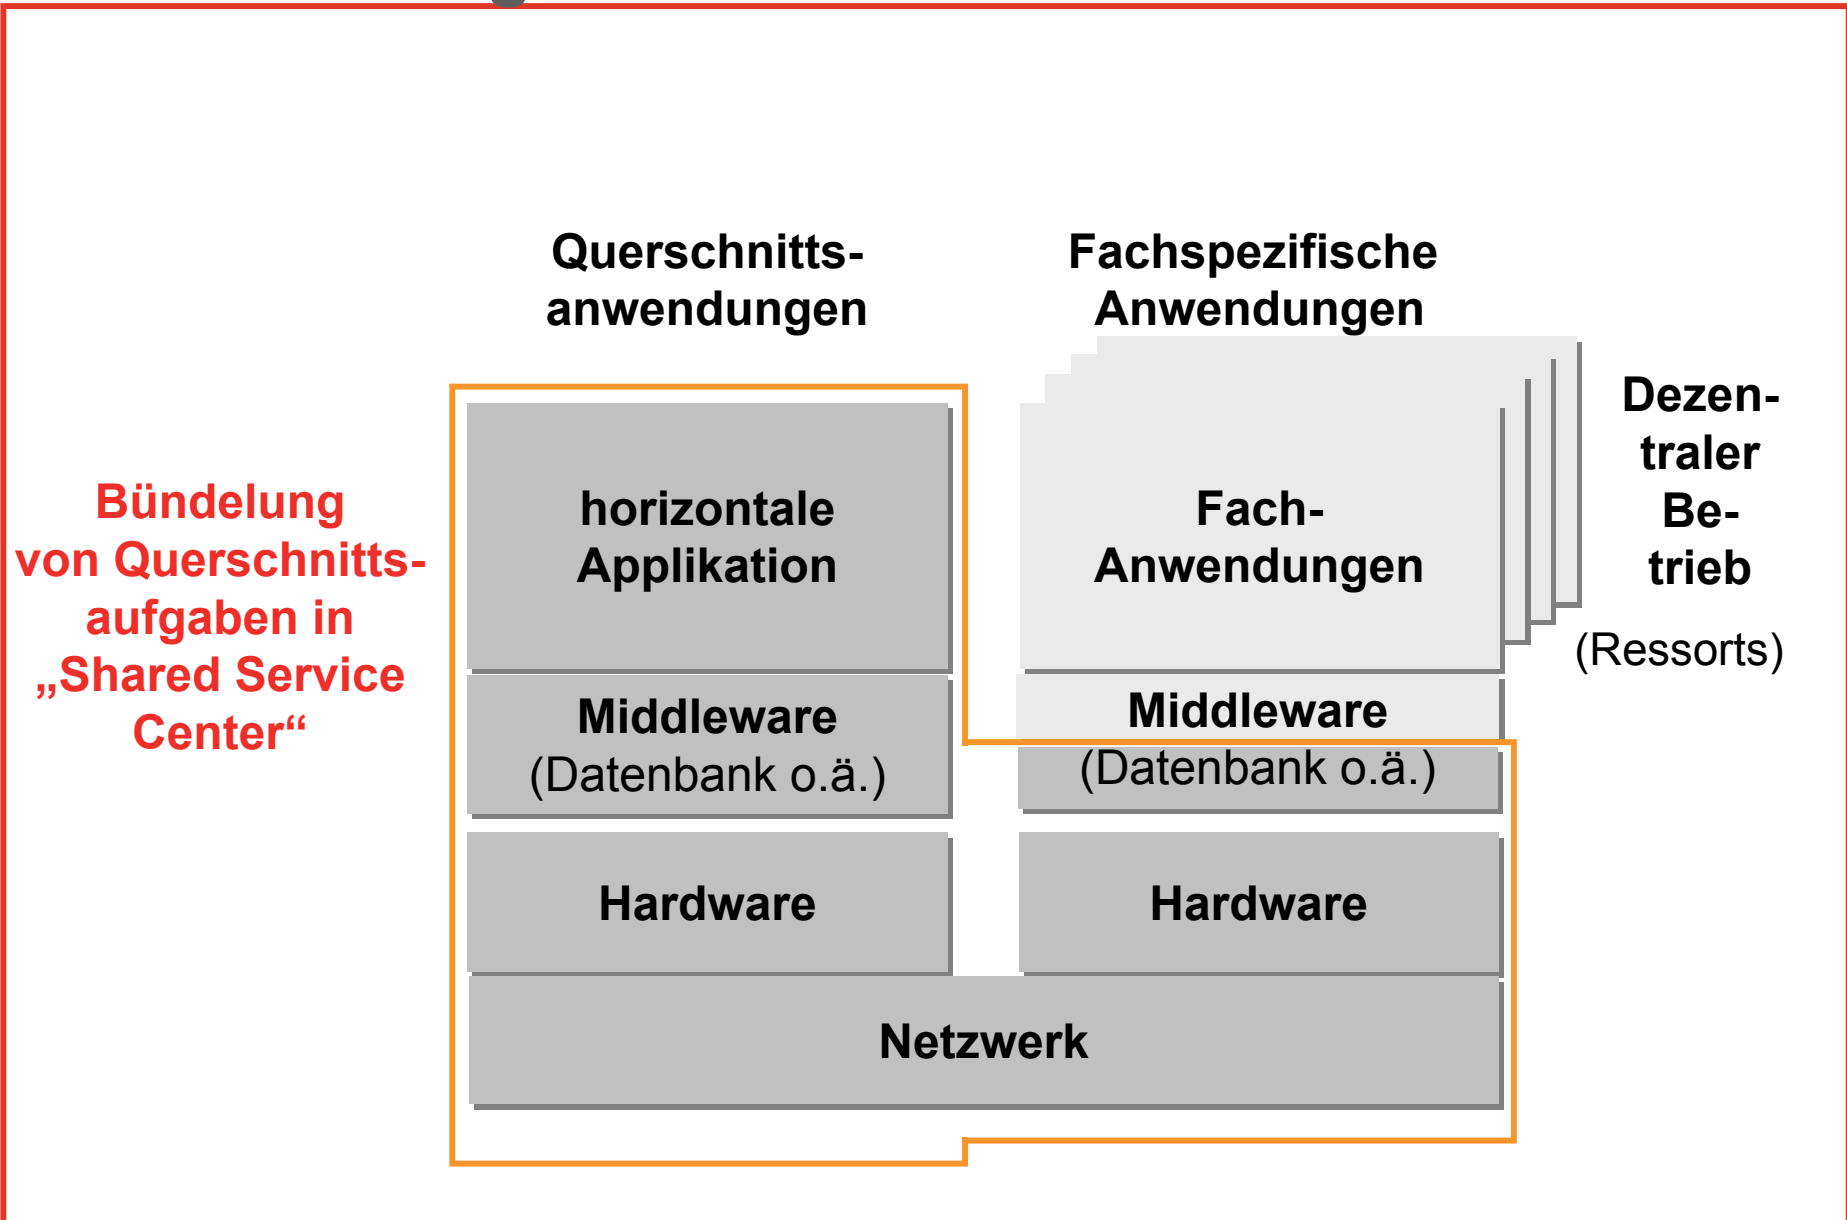 Querschnitts-
anwendungen
Fachspezifische
Anwendungen
Bündelung
von Querschnitts-
aufgaben in
„Shared Service
Center“
horizontale
Applikation
Middleware
(Datenbank o.ä.)
Hardware
Fach-
Anwendungen
Middleware
(Datenbank o.ä.)
Hardware
Netzwerk
Dezen-
traler
Be-
trieb
(Ressorts)